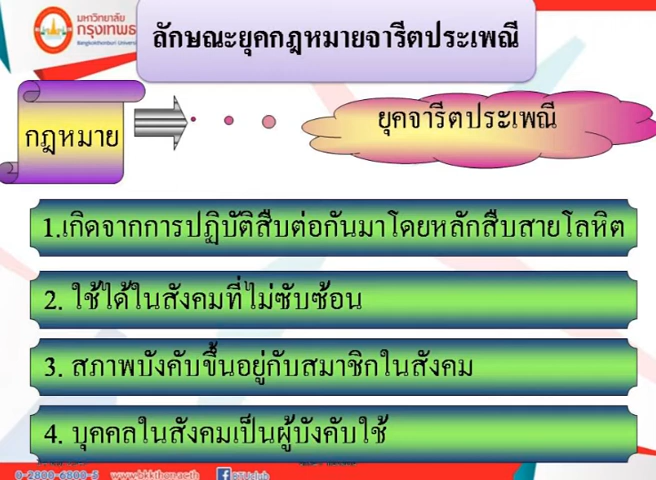 มหาวิทยาลัย
กรุงเทพธ
Bangkokthonburi Univers
ลักษณะยุคกฎหมายจารีตประเพณี
กฎหมาย
ยุคจารีตประเพณี
1.เกิดจากการปฏิบัติสืบต่อกันมาโดยหลักสืบสายโลหิต
2. ใช้ได้ในสังคมที่ไม่ซับซ้อน
3. สภาพบังคับขึ้นอยู่กับสมาชิกในสังคม
4. บุคคลในสังคมเป็นผู้บังคับใช้
0-2800-6800-5